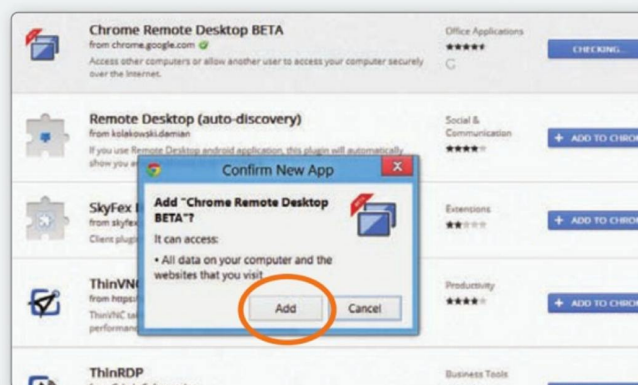 Chrome Remote Desktop BETA
from chrome.google.com
Access other computers or allow another user to access your computer securely
over the Internet.
Office Applications
CHECKING...
Remote Desktop (auto-discovery)
from kolakowski.damian
If you use Remote Desktop android application, this plugin will automatically
show you
Social &
Communication
+ ADD TO CHRO
Confirm New App
X
Add "Chrome Remote Desktop
BETA"?
It can access:
• All data on your computer and the
websites that you visit
Add
Cancel
SkyFex
from skyfex
Client plugi
Extensions
+ ADD TO CHRO
ThinVN
from https:/
ThinVNC
performanc
Productivity
+ ADD TO CHRO
ThinRDP
Business Tools